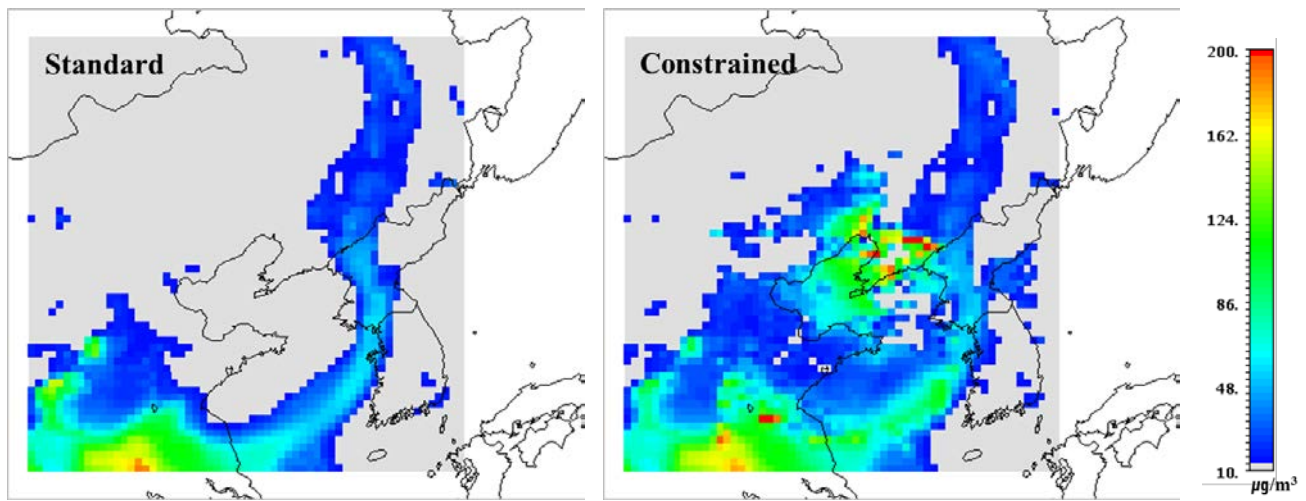 Standard
Constrained
200.
162.
124.
86.
48.
10.
µg/m³